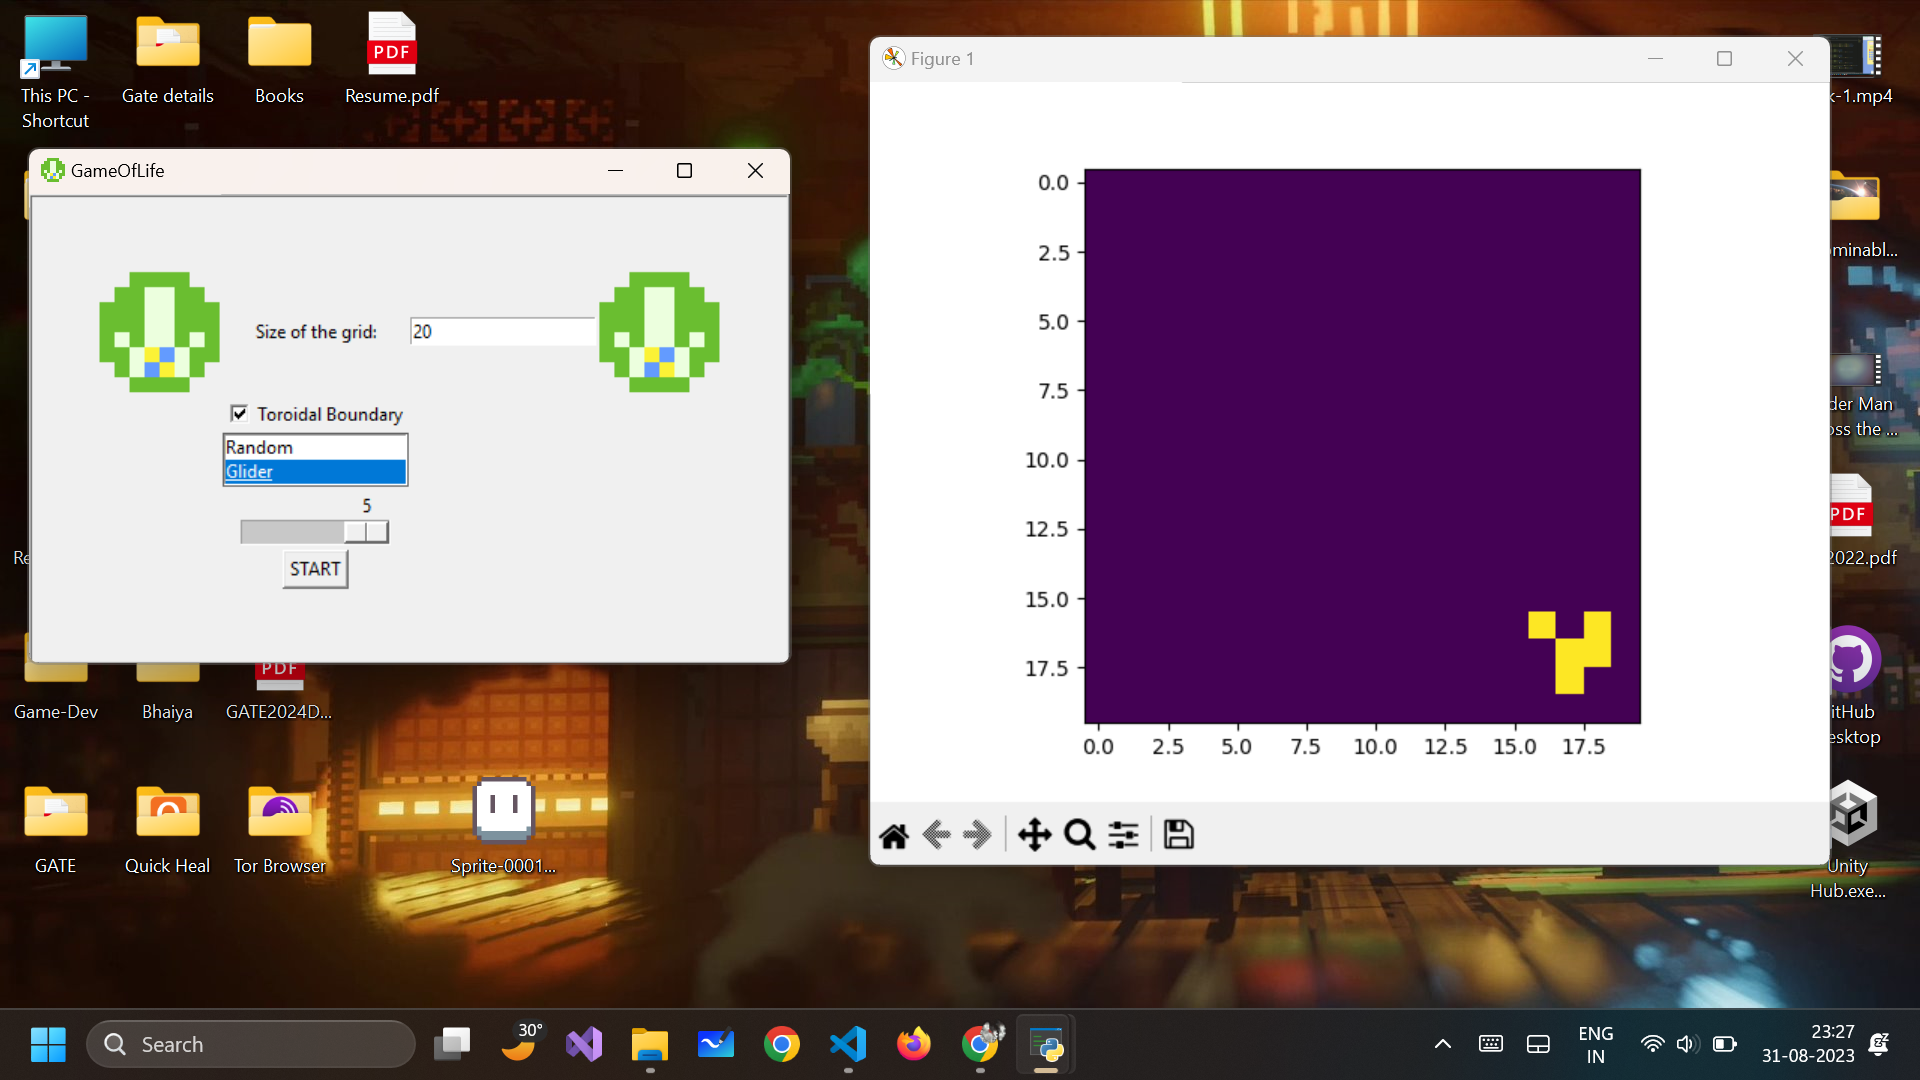 This PC -
Shortcut
Gate details
Books
PDF
Resume.pdf
GameOfLife
Size of the grid:
20
Toroidal Boundary
Random
Glider
5
START
Figure 1
0.0
2.5
5.0
7.5
10.0
12.5
15.0
17.5
0.0 2.5 5.0 7.5 10.0 12.5 15.0 17.5
k-1.mp4
minabl...
der Man
oss the ...
PDF
2022.pdf
itHub
esktop
Unity
Hub.exe...
Re
Game-Dev
Bhaiya
PDF
GATE2024D...
GATE
Quick Heal
Tor Browser
Sprite-0001...
Search
30°
ENG
IN
23:27
31-08-2023